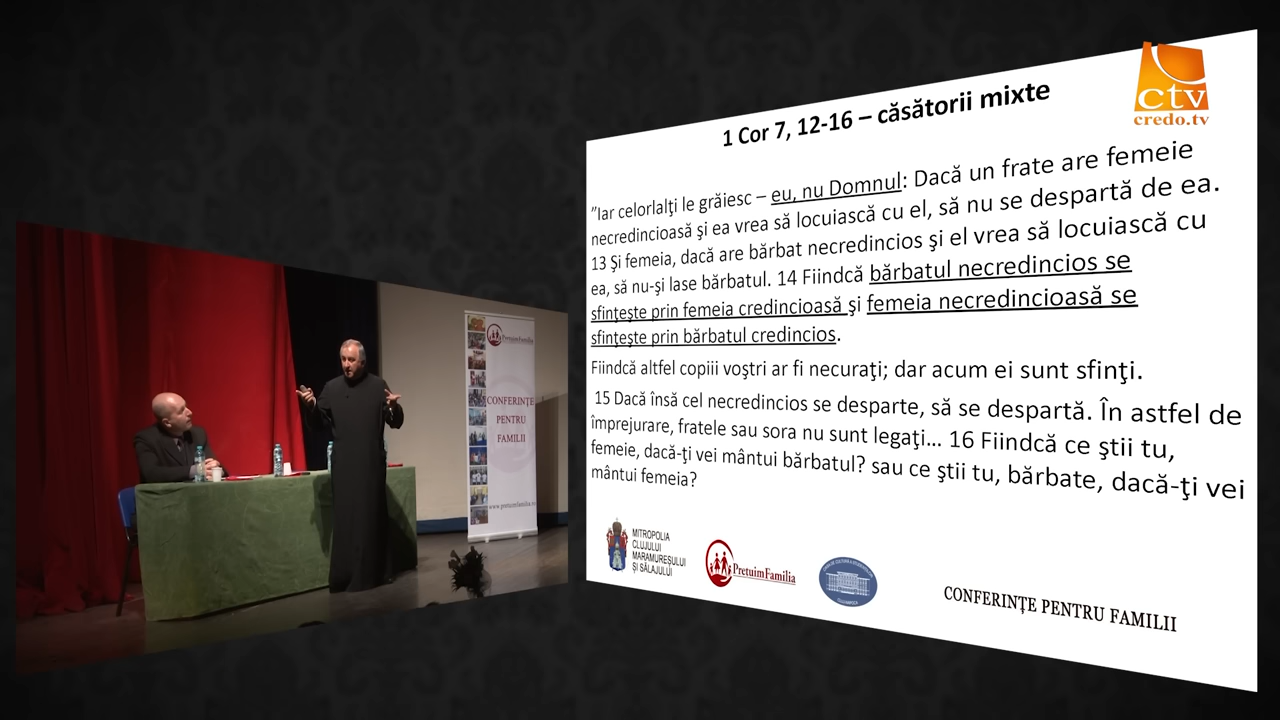 ctv
credo.tv
1 Cor 7, 12-16 – căsătorii mixte
”Iar celorlalţi le grăiesc – eu, nu Domnul: Dacă un frate are femeie
necredincioasă şi ea vrea să locuiască cu el, să nu se despartă de ea.
13 Şi femeia, dacă are bărbat necredincios şi el vrea să locuiască cu
ea, să nu-şi lase bărbatul. 14 Fiindcă bărbatul necredincios se
sfinţeşte prin femeia credincioasă şi femeia necredincioasă se
sfinţeşte prin bărbatul credincios.
Fiindcă altfel copiii voştri ar fi necuraţi; dar acum ei sunt sfinţi.
15 Dacă însă cel necredincios se desparte, să se despartă. În astfel de
împrejurare, fratele sau sora nu sunt legaţi... 16 Fiindcă ce ştii tu,
femeie, dacă-ţi vei mântui bărbatul? sau ce ştii tu, bărbate, dacă-ţi vei
mântui femeia?
MITROPOLIA
CLUJULUI
MARAMUREŞULUI
ŞI SĂLAJULUI
PretuimFamilia
CONFERINŢE PENTRU FAMILII
PretuimFamilia
CONFERINŢE
PENTRU
FAMILII
www.pretuimfamilia.ro